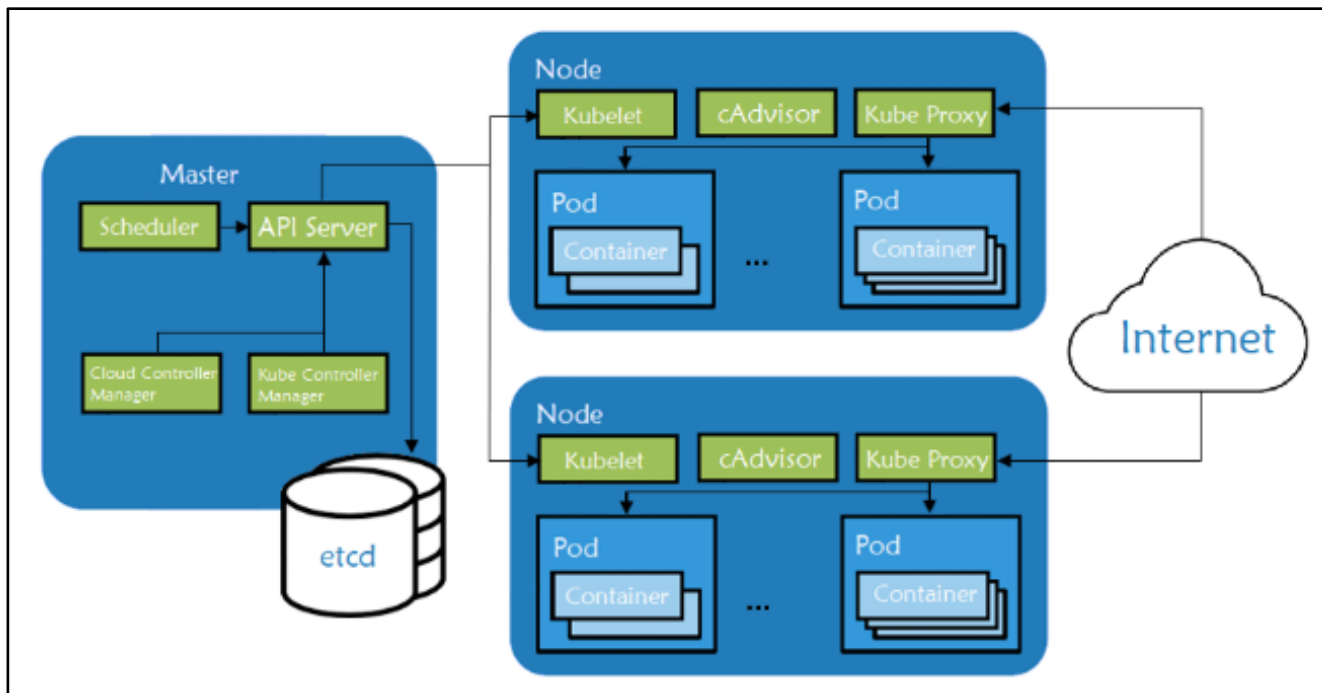 Master
Scheduler
API Server
Cloud Controller
Manager
Kube Controller
Manager
etcd
Node
Kubelet
cAdvisor
Kube Proxy
Pod
Container
...
Pod
Container
Node
Kubelet
cAdvisor
Kube Proxy
Pod
Container
...
Pod
Container
Internet